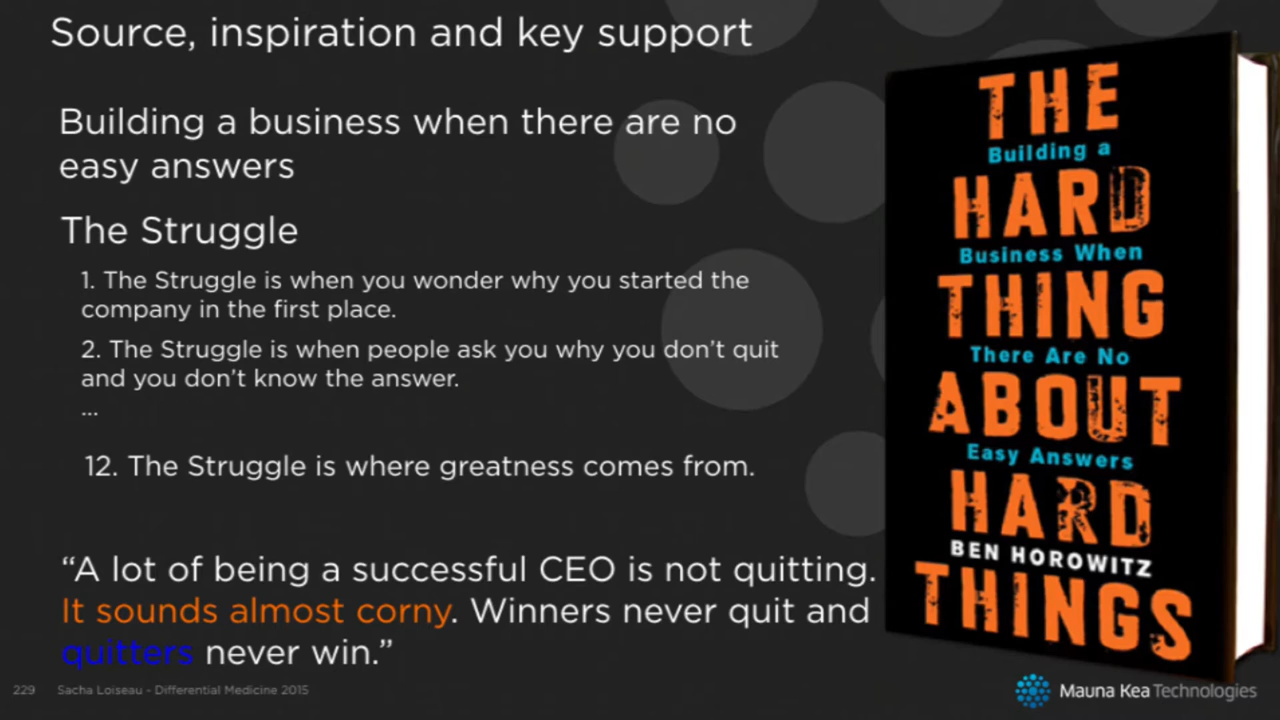 Source, inspiration and key support
Building a business when there are no
easy answers
The Struggle
1. The Struggle is when you wonder why you started the
company in the first place.
2. The Struggle is when people ask you why you don't quit
and you don't know the answer.
...
12. The Struggle is where greatness comes from.
“A lot of being a successful CEO is not quitting.
It sounds almost corny. Winners never quit and
quitters never win.”
THE
Building a
HARD
Business When
THING
There Are No
ABOUT
Easy Answers
HARD
BEN HOROWITZ
THINGS
229 Sacha Loiseau - Differential Medicine 2015
Mauna Kea Technologies